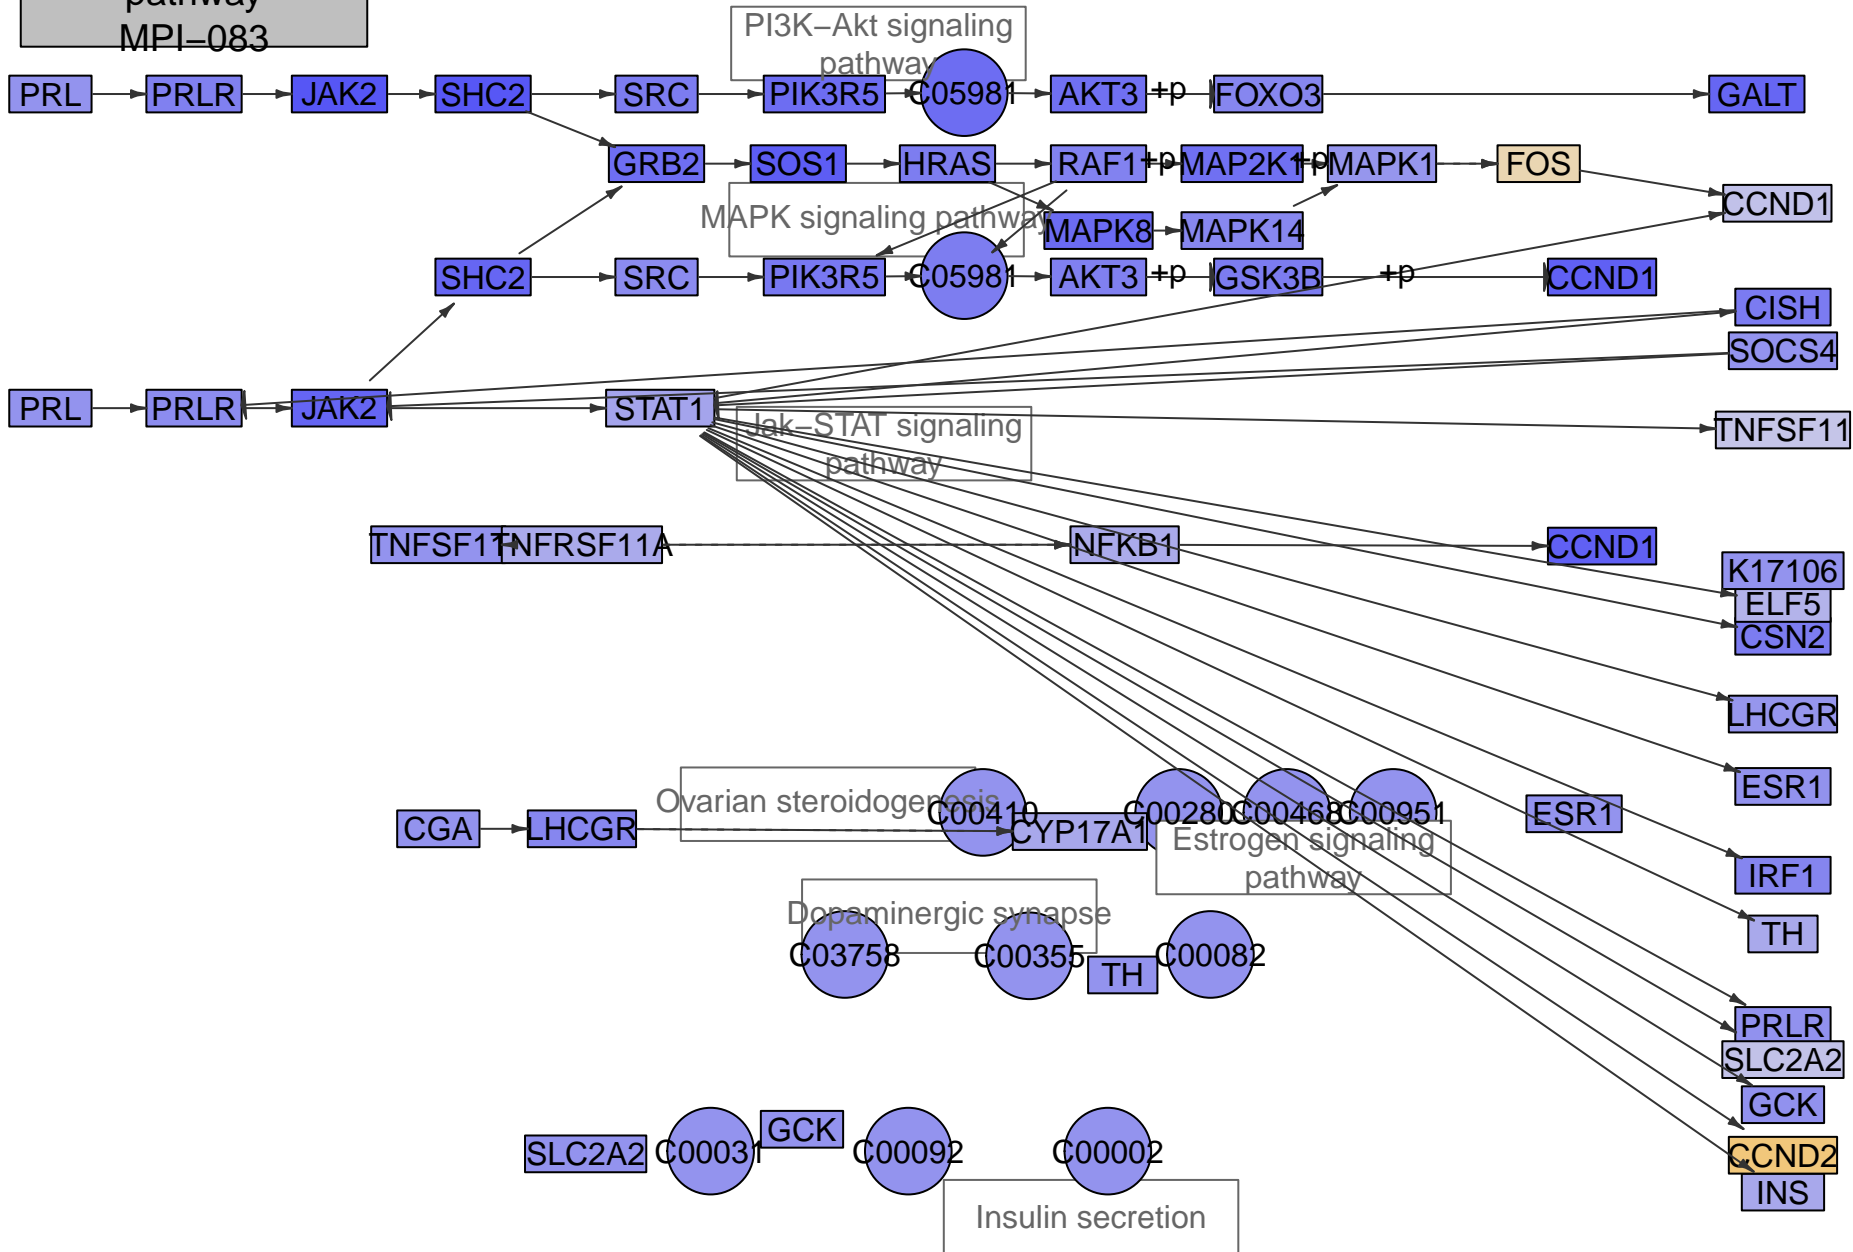 pathway
MPI−083
PI3K−Akt signaling
pathway
PRL
PRLR
JAK2
SHC2
SRC
PIK3R5
C05981
AKT3
+p
FOXO3
GALT
GRB2
SOS1
HRAS
RAF1
+p
MAP2K1
+p
MAPK1
FOS
CCND1
MAPK signaling pathway
MAPK8
MAPK14
SHC2
SRC
PIK3R5
C05981
AKT3
+p
GSK3B
+p
CCND1
CISH
SOCS4
PRL
PRLR
JAK2
STAT1
Jak−STAT signaling
pathway
TNFSF11
TNFSF11
TNFRSF11A
NFKB1
CCND1
K17106
ELF5
CSN2
LHCGR
ESR1
Ovarian steroidogenesis
C00410
C00280
C00468
C00951
ESR1
CGA
LHCGR
CYP17A1
Estrogen signaling
pathway
IRF1
Dopaminergic synapse
TH
C03758
C00355
TH
C00082
PRLR
SLC2A2
GCK
SLC2A2
C00031
GCK
C00092
C00002
CCND2
INS
Insulin secretion